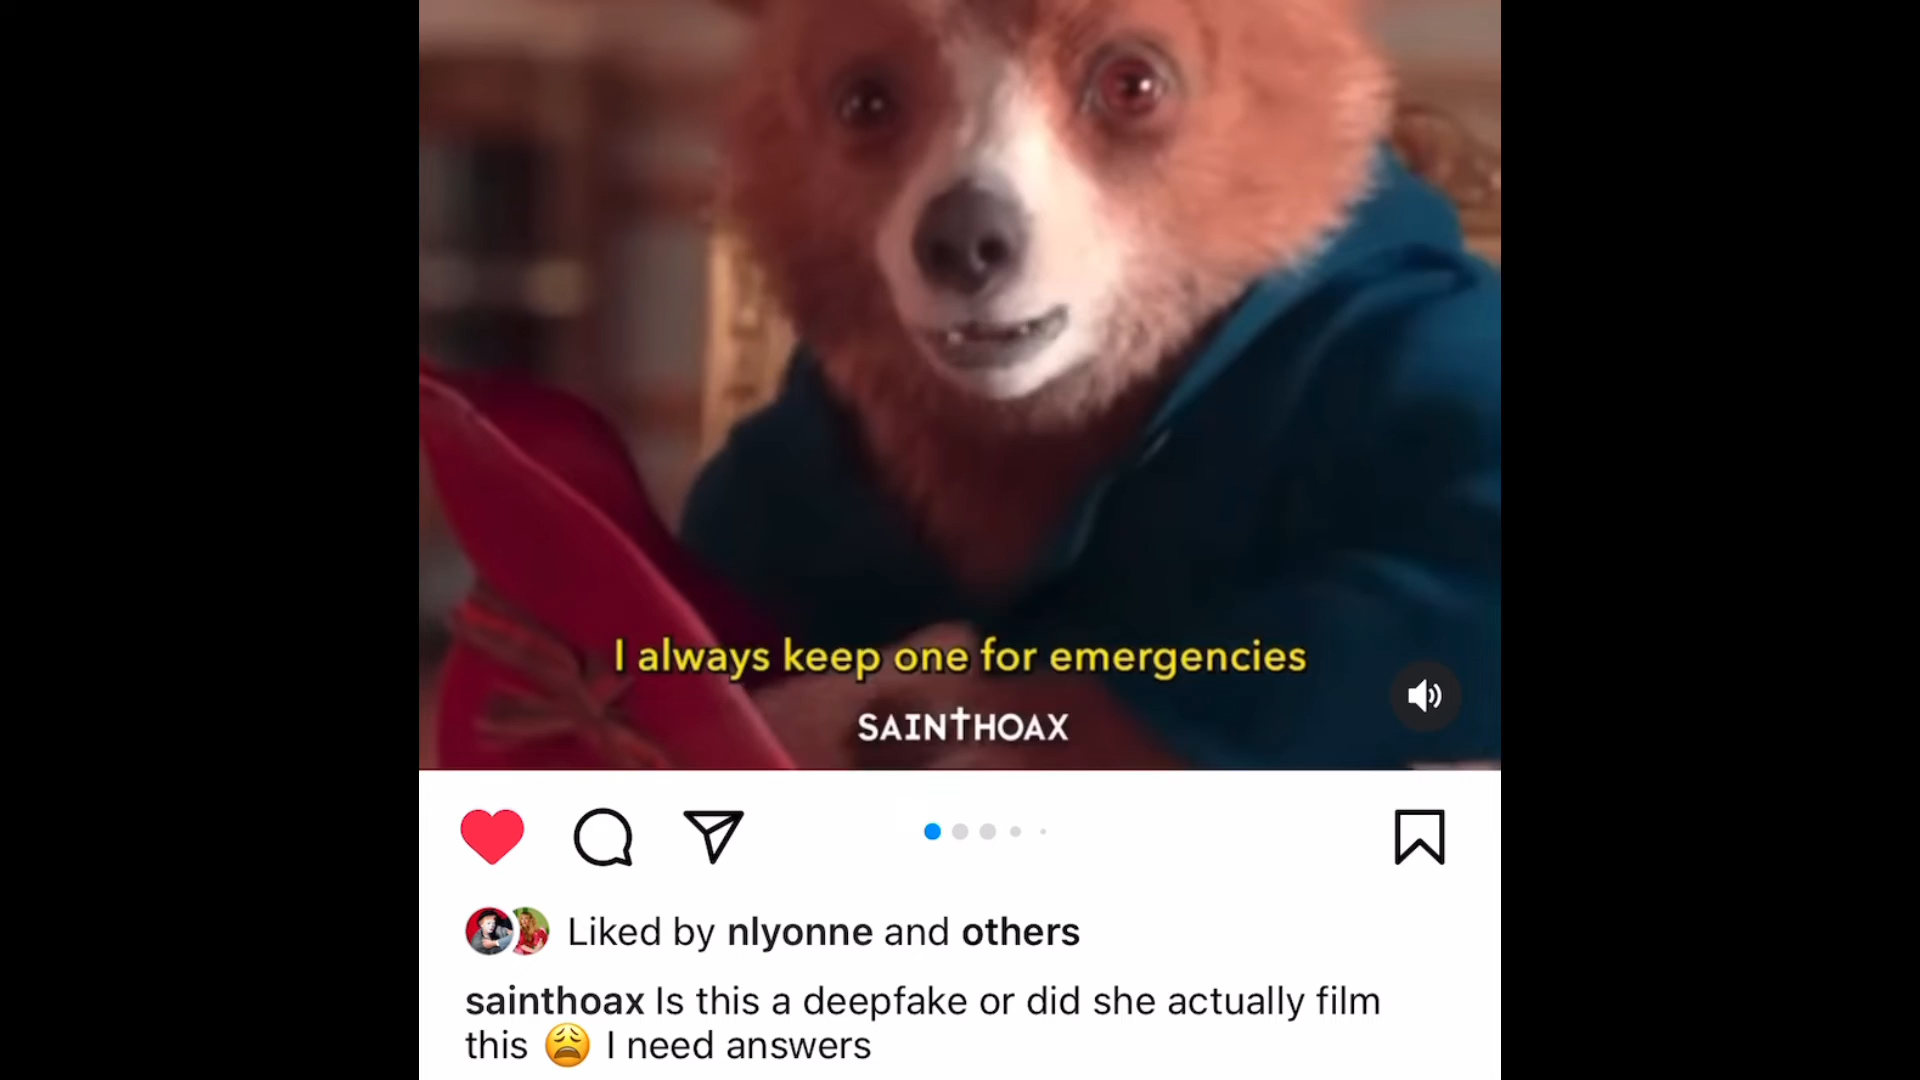 I always keep one for emergencies
SAINTHOAX
Liked by nlyonne and others
sainthoax Is this a deepfake or did she actually film
this 😩 I need answers